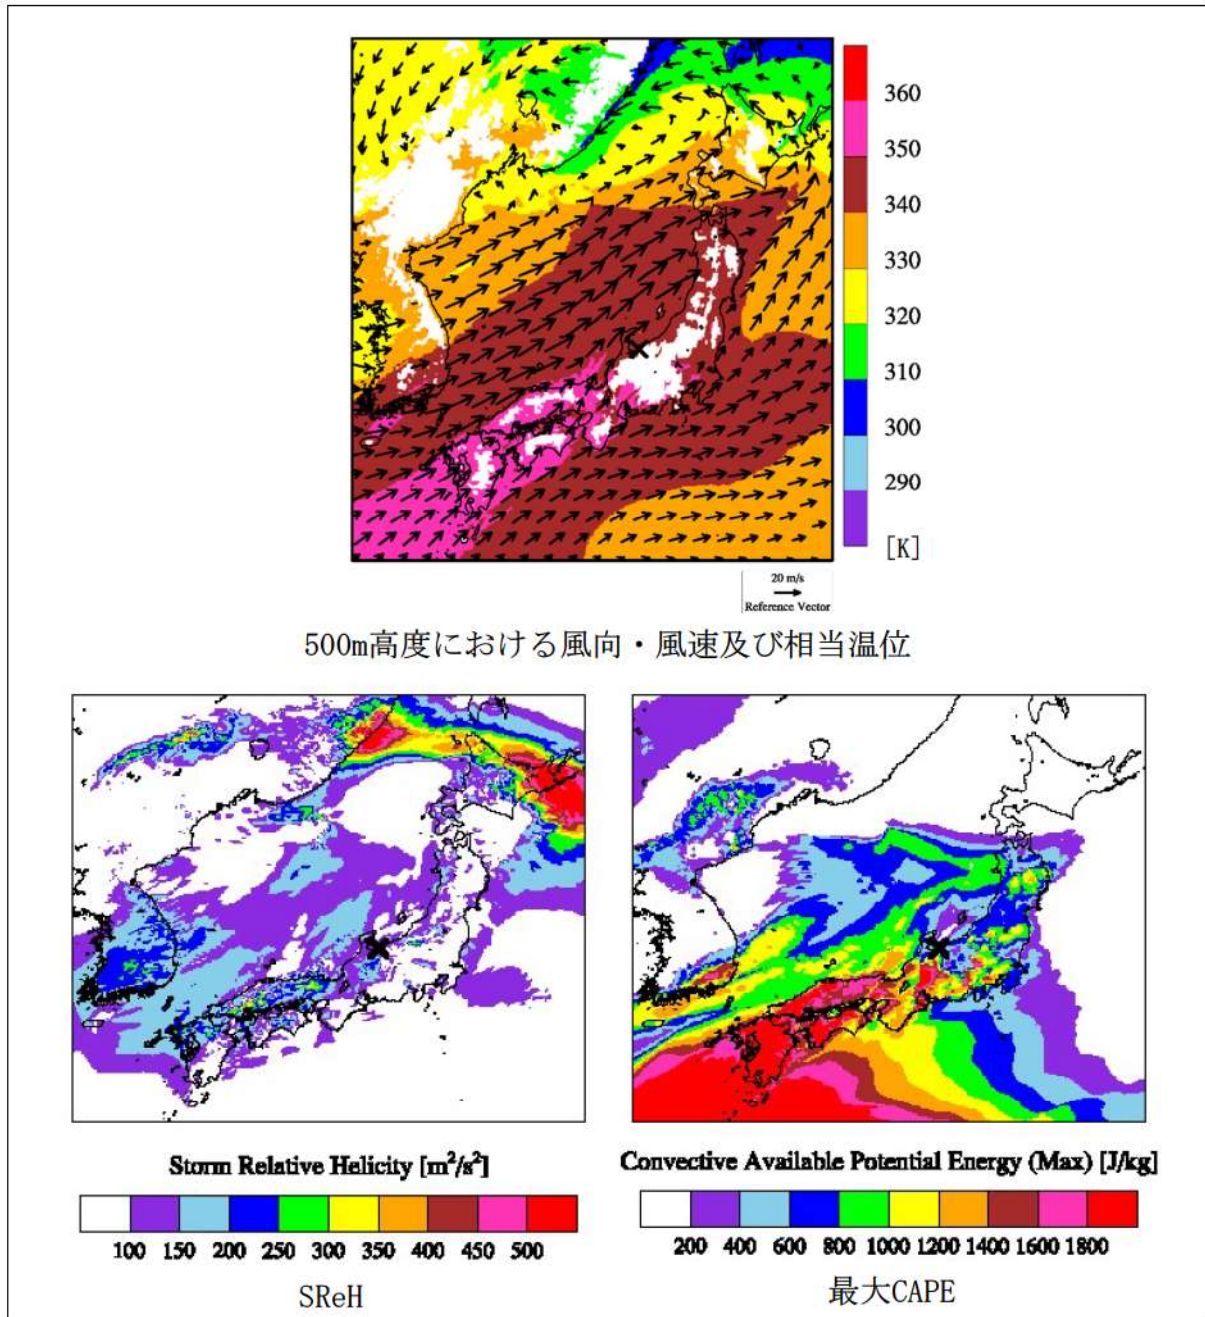 360
350
340
330
320
310
300
290
[K]
20 m/s
Reference Vector
500m高度における風向・風速及び相当温位
Storm Relative Helicity [m²/s²]
100 150 200 250 300 350 400 450 500
SReH
Convective Available Potential Energy (Max) [J/kg]
200 400 600 800 1000 1200 1400 1600 1800
最大CAPE